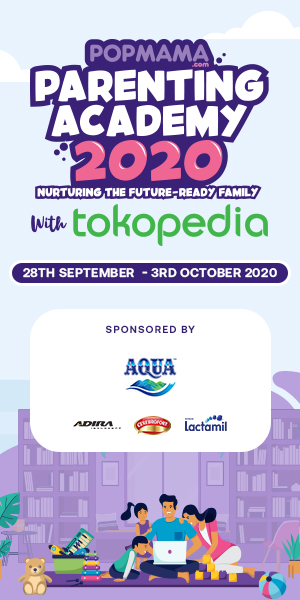 POPMAMA
.com
PARENTING
ACADEMY
2020
NURTURING THE FUTURE-READY FAMILY
With tokopedia
28TH SEPTEMBER - 3RD OCTOBER 2020
SPONSORED BY
AQUA
ADIRA CEREBROFORT Lactamil